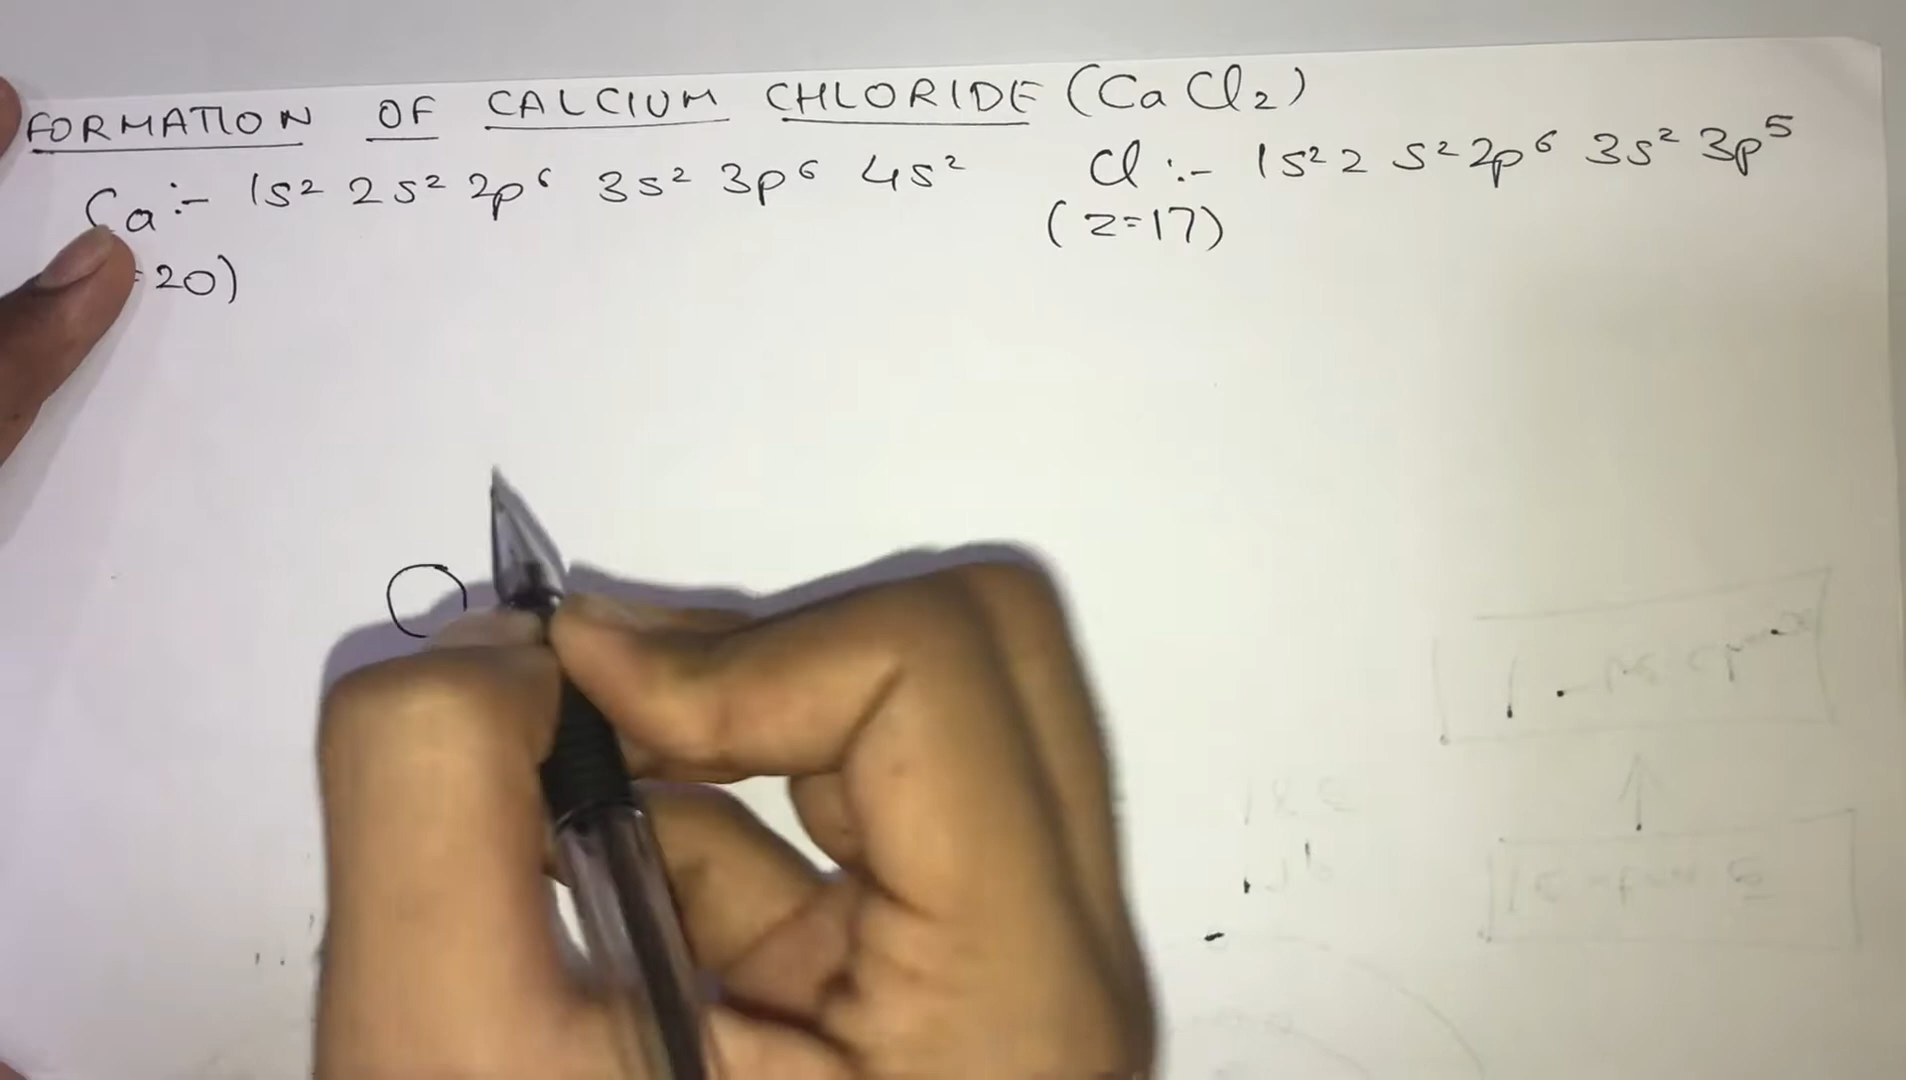 FORMATION OF CALCIUM CHLORIDE (CaCl₂)
Ca :- 1s² 2s² 2p⁶ 3s² 3p⁶ 4s²
=20)
Cl :- 1s² 2s² 2p⁶ 3s² 3p⁵
(z=17)